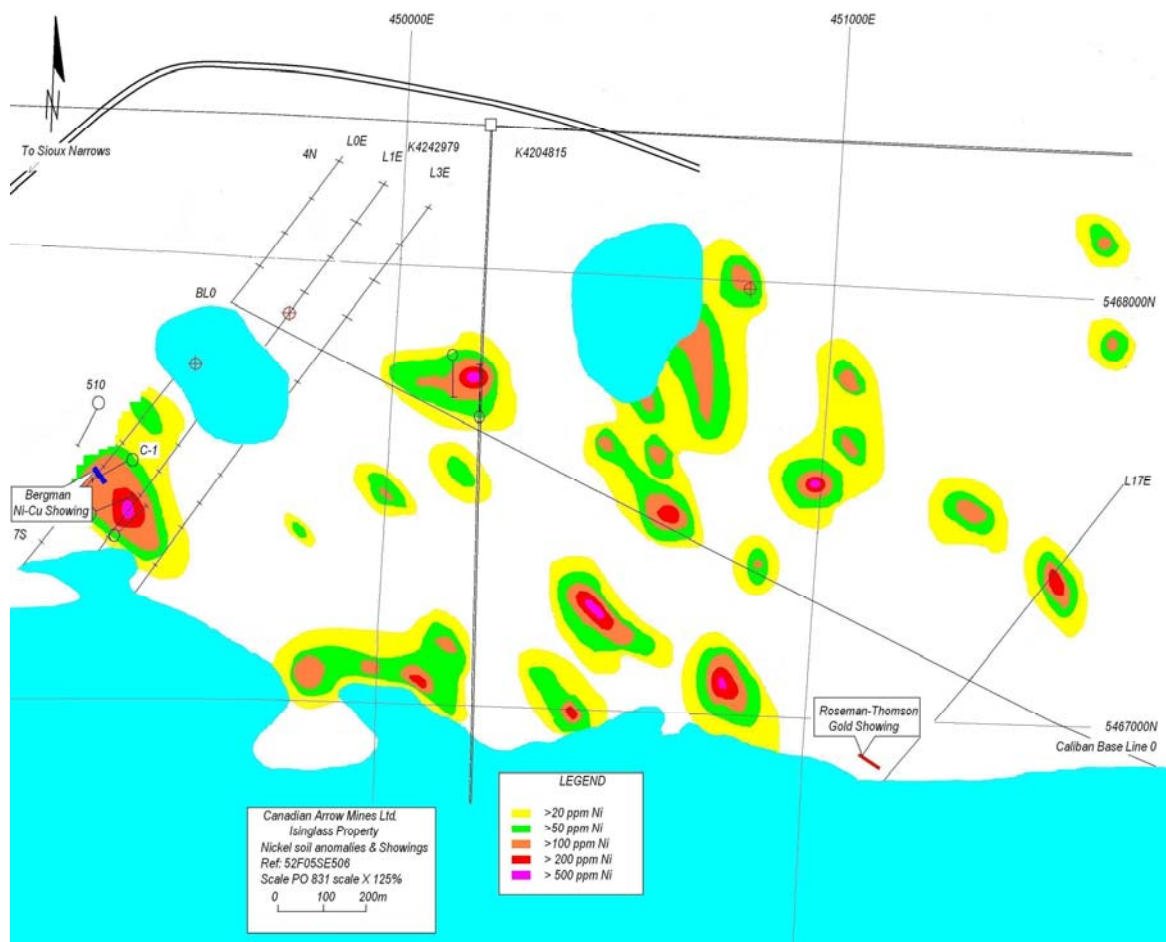 450000E
451000E
N
To Sioux Narrows
4N
L0E
L1E
K4242979
L3E
K4204815
BL0
5468000N
510
C-1
Bergman
Ni-Cu Showing
7S
L17E
Roseman-Thomson
Gold Showing
5467000N
Caliban Base Line 0
Canadian Arrow Mines Ltd.
Isinglass Property
Nickel soil anomalies & Showings
Ref: 52F05SE506
Scale PO 831 scale X 125%
0 100 200m
LEGEND
>20 ppm Ni
>50 ppm Ni
>100 ppm Ni
> 200 ppm Ni
> 500 ppm Ni